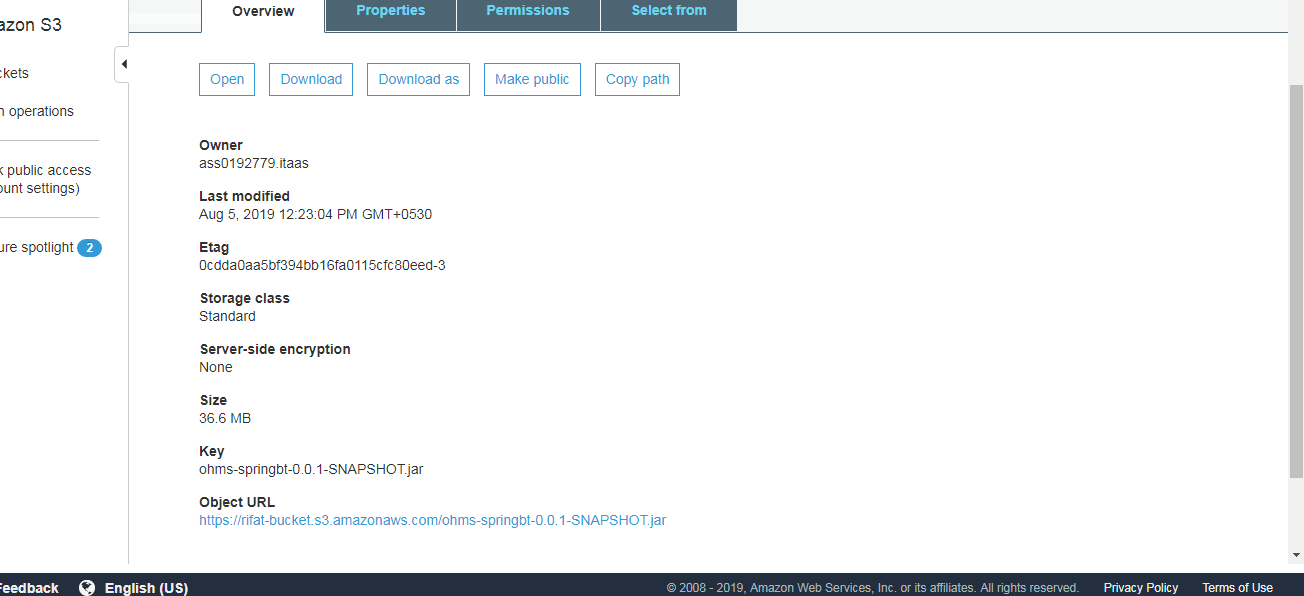 Overview Properties Permissions Select from
azon S3
ckets
n operations
k public access
ount settings)
ure spotlight 2
Open Download Download as Make public Copy path
Owner
ass0192779.itaas
Last modified
Aug 5, 2019 12:23:04 PM GMT+0530
Etag
0cdda0aa5bf394bb16fa0115cfc80eed-3
Storage class
Standard
Server-side encryption
None
Size
36.6 MB
Key
ohms-springbt-0.0.1-SNAPSHOT.jar
Object URL
https://rifat-bucket.s3.amazonaws.com/ohms-springbt-0.0.1-SNAPSHOT.jar
Feedback English (US) © 2008 - 2019, Amazon Web Services, Inc. or its affiliates. All rights reserved. Privacy Policy Terms of Use